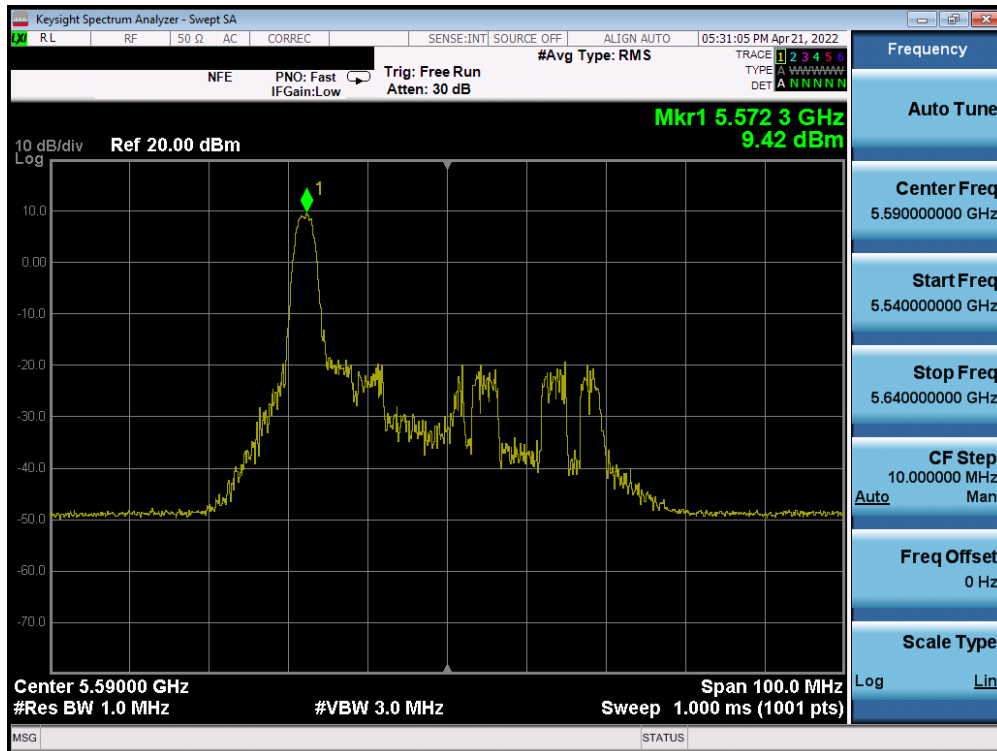 Keysight Spectrum Analyzer - Swept SA
LXI RL RF 50 Ω AC CORREC SENSE:INT SOURCE OFF ALIGN AUTO 05:31:05 PM Apr 21, 2022
NFE
PNO: Fast
IFGain:Low
Trig: Free Run
Atten: 30 dB
#Avg Type: RMS
TRACE 1 2 3 4 5 6
TYPE A WWWWW
DET A N N N N N
Mkr1 5.572 3 GHz
9.42 dBm
10 dB/div Ref 20.00 dBm
Log
1
10.0
0.00
-10.0
-20.0
-30.0
-40.0
-50.0
-60.0
-70.0
Center 5.59000 GHz Span 100.0 MHz
#Res BW 1.0 MHz #VBW 3.0 MHz Sweep 1.000 ms (1001 pts)
MSG STATUS
Frequency
Auto Tune
Center Freq
5.590000000 GHz
Start Freq
5.540000000 GHz
Stop Freq
5.640000000 GHz
CF Step
10.000000 MHz
Auto Man
Freq Offset
0 Hz
Scale Type
Log Lin